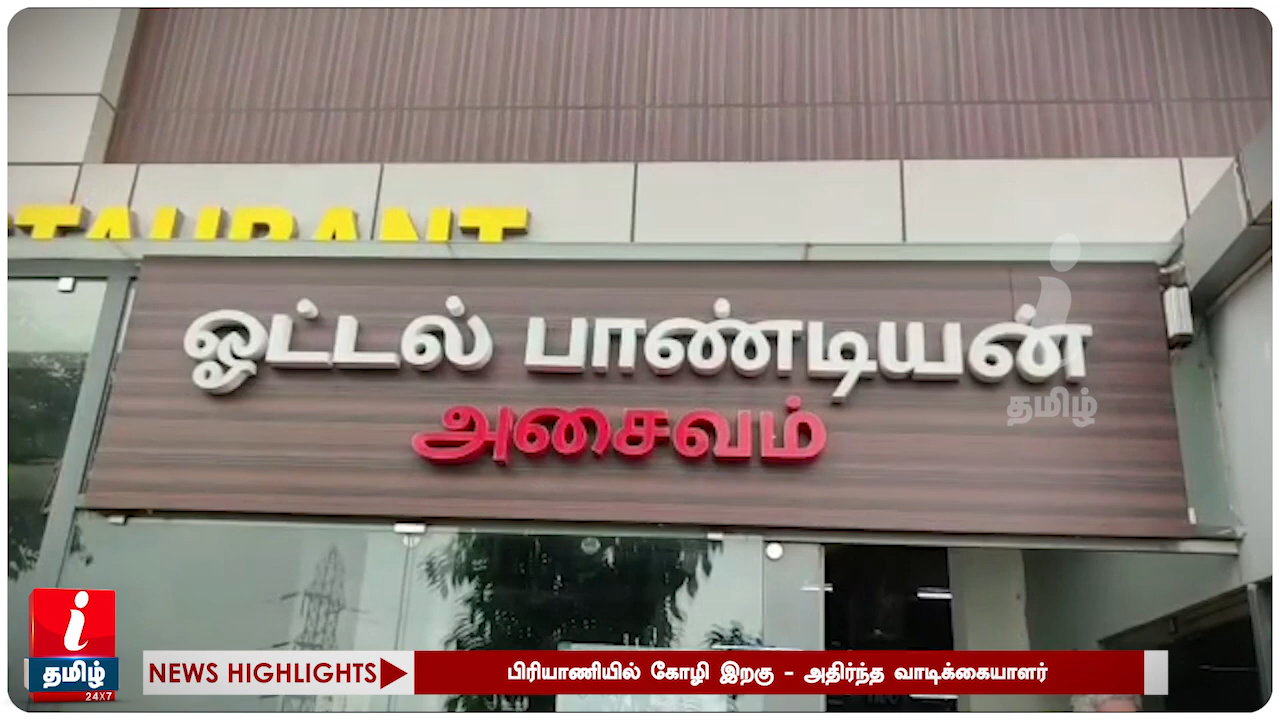 TAURANT
ஓட்டல் பாண்டியன்
அசைவம்
i
தமிழ்
i
தமிழ்
24X7
NEWS HIGHLIGHTS
பிரியாணியில் கோழி இறகு - அதிர்ந்த வாடிக்கையாளர்